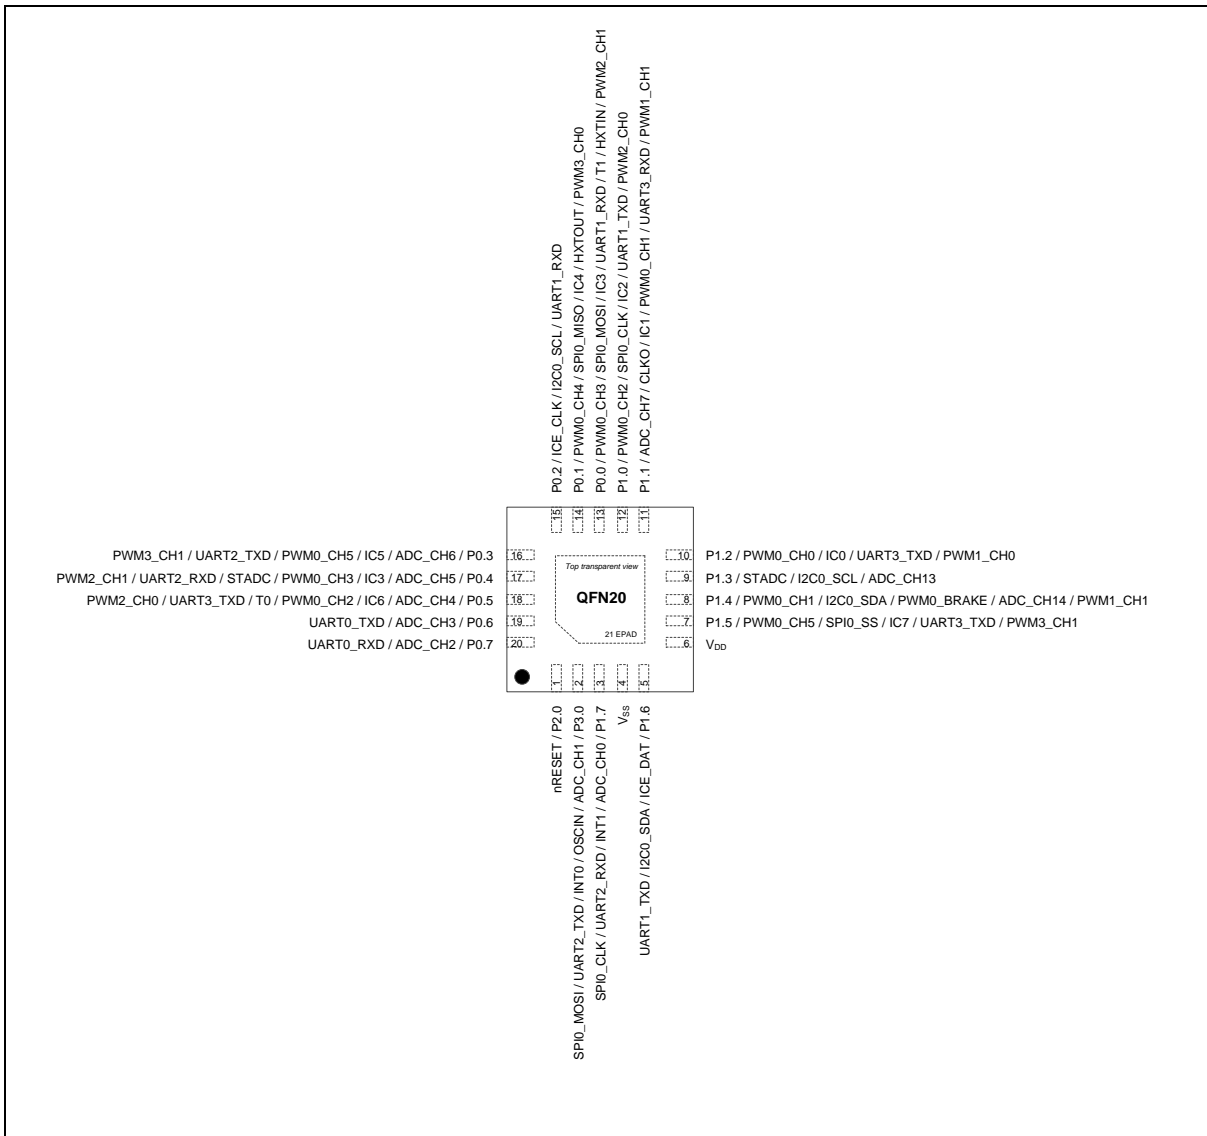 P0.2 / ICE_CLK / I2C0_SCL / UART1_RXD
P0.1 / PWM0_CH4 / SPI0_MISO / IC4 / HXTOUT / PWM3_CH0
P0.0 / PWM0_CH3 / SPI0_MOSI / IC3 / UART1_RXD / T1 / HXTIN / PWM2_CH1
P1.0 / PWM0_CH2 / SPI0_CLK / IC2 / UART1_TXD / PWM2_CH0
P1.1 / ADC_CH7 / CLKO / IC1 / PWM0_CH1 / UART3_RXD / PWM1_CH1
15
14
13
12
11
PWM3_CH1 / UART2_TXD / PWM0_CH5 / IC5 / ADC_CH6 / P0.3
16
PWM2_CH1 / UART2_RXD / STADC / PWM0_CH3 / IC3 / ADC_CH5 / P0.4
17
PWM2_CH0 / UART3_TXD / T0 / PWM0_CH2 / IC6 / ADC_CH4 / P0.5
18
UART0_TXD / ADC_CH3 / P0.6
19
UART0_RXD / ADC_CH2 / P0.7
20
Top transparent view
QFN20
21 EPAD
10
P1.2 / PWM0_CH0 / IC0 / UART3_TXD / PWM1_CH0
9
P1.3 / STADC / I2C0_SCL / ADC_CH13
8
P1.4 / PWM0_CH1 / I2C0_SDA / PWM0_BRAKE / ADC_CH14 / PWM1_CH1
7
P1.5 / PWM0_CH5 / SPI0_SS / IC7 / UART3_TXD / PWM3_CH1
6
VDD
1
2
3
4
5
nRESET / P2.0
SPI0_MOSI / UART2_TXD / INT0 / OSCIN / ADC_CH1 / P3.0
SPI0_CLK / UART2_RXD / INT1 / ADC_CH0 / P1.7
VSS
UART1_TXD / I2C0_SDA / ICE_DAT / P1.6